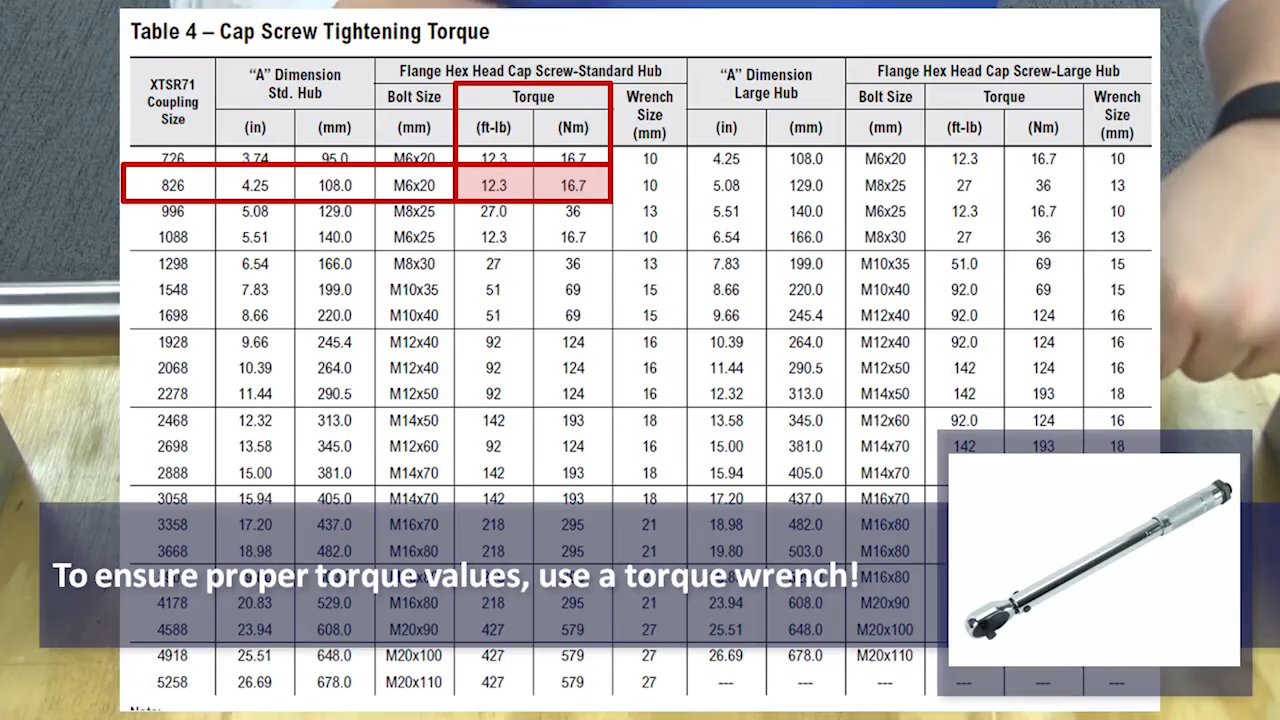 Table 4 – Cap Screw Tightening Torque
XTSR71 Coupling Size "A" Dimension Std. Hub Flange Hex Head Cap Screw-Standard Hub "A" Dimension Large Hub Flange Hex Head Cap Screw-Large Hub
Bolt Size Torque Wrench Size (mm) Bolt Size Torque Wrench Size (mm)
(in) (mm) (mm) (ft-lb) (Nm) (in) (mm) (mm) (ft-lb) (Nm)
726 3.74 95.0 M6x20 12.3 16.7 10 4.25 108.0 M6x20 12.3 16.7 10
826 4.25 108.0 M6x20 12.3 16.7 10 5.08 129.0 M8x25 27 36 13
996 5.08 129.0 M8x25 27.0 36 13 5.51 140.0 M6x25 12.3 16.7 10
1088 5.51 140.0 M6x25 12.3 16.7 10 6.54 166.0 M8x30 27 36 13
1298 6.54 166.0 M8x30 27 36 13 7.83 199.0 M10x35 51.0 69 15
1548 7.83 199.0 M10x35 51 69 15 8.66 220.0 M10x40 92.0 69 15
1698 8.66 220.0 M10x40 51 69 15 9.66 245.4 M12x40 92.0 124 16
1928 9.66 245.4 M12x40 92 124 16 10.39 264.0 M12x40 92.0 124 16
2068 10.39 264.0 M12x40 92 124 16 11.44 290.5 M12x50 142 124 16
2278 11.44 290.5 M12x50 92 124 16 12.32 313.0 M14x50 142 193 18
2468 12.32 313.0 M14x50 142 193 18 13.58 345.0 M12x60 92.0 124 16
2698 13.58 345.0 M12x60 92 124 16 15.00 381.0 M14x70 142 193 18
2888 15.00 381.0 M14x70 142 193 18 15.94 405.0 M14x70
3058 15.94 405.0 M14x70 142 193 18 17.20 437.0 M16x70
3358 17.20 437.0 M16x70 218 295 21 18.98 482.0 M16x80
3668 18.98 482.0 M16x80 218 295 21 19.80 503.0 M16x80
To ensure proper torque values, use a torque wrench! M16x80
4178 20.83 529.0 M16x80 218 295 21 23.94 608.0 M20x90
4588 23.94 608.0 M20x90 427 579 27 25.51 648.0 M20x100
4918 25.51 648.0 M20x100 427 579 27 26.69 678.0 M20x110
5258 26.69 678.0 M20x110 427 579 27 --- --- --- --- --- ---